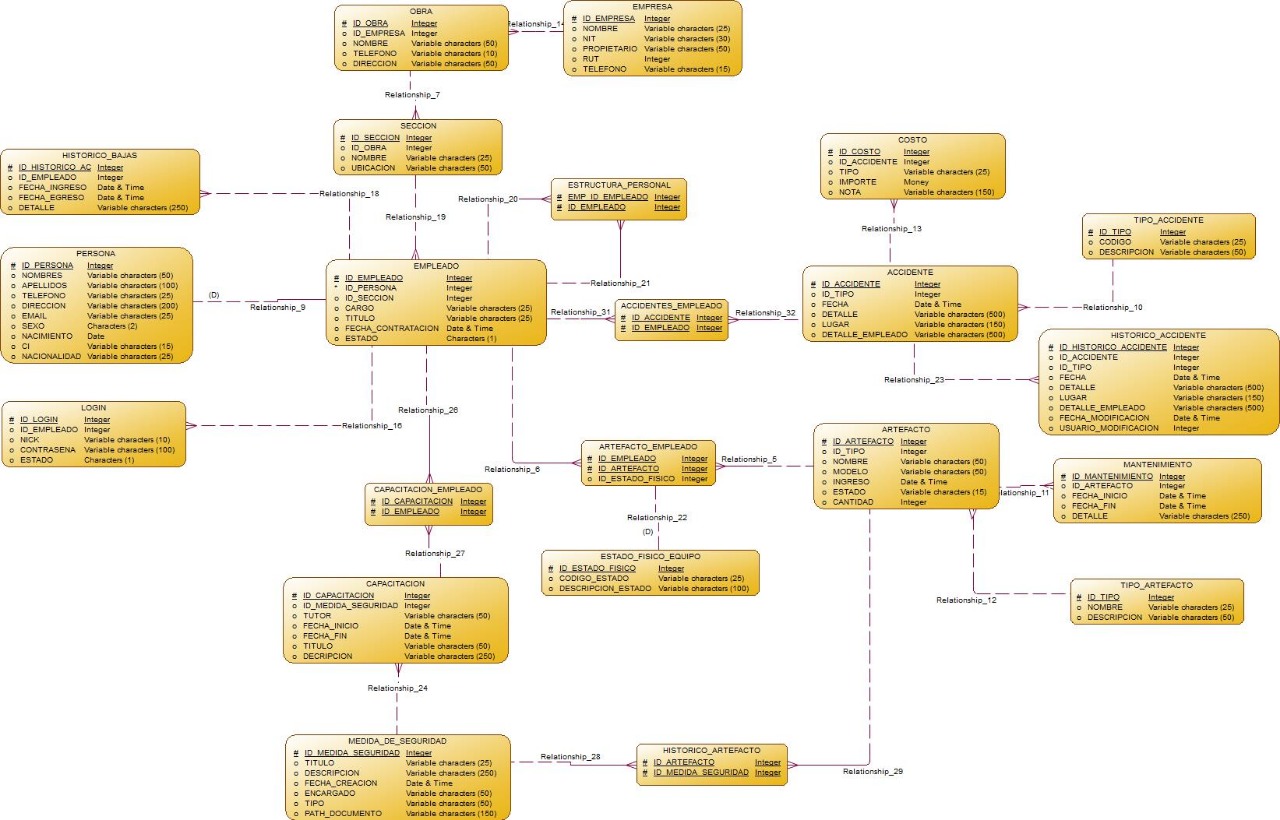 OBRA
# ID_OBRA Integer
o ID_EMPRESA Integer
o NOMBRE Variable characters (50)
o TELEFONO Variable characters (10)
o DIRECCION Variable characters (50)
Relationship_14
EMPRESA
# ID_EMPRESA Integer
o NOMBRE Variable characters (25)
o NIT Variable characters (30)
o PROPIETARIO Variable characters (50)
o RUT Integer
o TELEFONO Variable characters (15)
Relationship_7
SECCION
# ID_SECCION Integer
o ID_OBRA Integer
o NOMBRE Variable characters (25)
o UBICACION Variable characters (50)
HISTORICO_BAJAS
# ID_HISTORICO_AC Integer
o ID_EMPLEADO Integer
o FECHA_INGRESO Date & Time
o FECHA_EGRESO Date & Time
o DETALLE Variable characters (250)
Relationship_18
Relationship_19
Relationship_20
ESTRUCTURA_PERSONAL
# EMP_ID_EMPLEADO Integer
# ID_EMPLEADO Integer
COSTO
# ID_COSTO Integer
o ID_ACCIDENTE Integer
o TIPO Variable characters (25)
o IMPORTE Money
o NOTA Variable characters (150)
Relationship_13
TIPO_ACCIDENTE
# ID_TIPO Integer
o CODIGO Variable characters (25)
o DESCRIPCION Variable characters (50)
PERSONA
# ID_PERSONA Integer
o NOMBRES Variable characters (50)
o APELLIDOS Variable characters (100)
o TELEFONO Variable characters (25)
o DIRECCION Variable characters (200)
o EMAIL Variable characters (25)
o SEXO Characters (2)
o NACIMIENTO Date
o CI Variable characters (15)
o NACIONALIDAD Variable characters (25)
(D)
Relationship_9
EMPLEADO
# ID_EMPLEADO Integer
* ID_PERSONA Integer
o ID_SECCION Integer
o CARGO Variable characters (25)
o TITULO Variable characters (25)
o FECHA_CONTRATACION Date & Time
o ESTADO Characters (1)
Relationship_21
Relationship_31
ACCIDENTES_EMPLEADO
# ID_ACCIDENTE Integer
# ID_EMPLEADO Integer
Relationship_32
ACCIDENTE
# ID_ACCIDENTE Integer
o ID_TIPO Integer
o FECHA Date & Time
o DETALLE Variable characters (500)
o LUGAR Variable characters (150)
o DETALLE_EMPLEADO Variable characters (500)
Relationship_10
Relationship_23
HISTORICO_ACCIDENTE
# ID_HISTORICO_ACCIDENTE Integer
o ID_ACCIDENTE Integer
o ID_TIPO Integer
o FECHA Date & Time
o DETALLE Variable characters (500)
o LUGAR Variable characters (150)
o DETALLE_EMPLEADO Variable characters (500)
o FECHA_MODIFICACION Date & Time
o USUARIO_MODIFICACION Integer
LOGIN
# ID_LOGIN Integer
o ID_EMPLEADO Integer
o NICK Variable characters (10)
o CONTRASENA Variable characters (100)
o ESTADO Characters (1)
Relationship_16
Relationship_26
Relationship_6
ARTEFACTO_EMPLEADO
# ID_EMPLEADO Integer
# ID_ARTEFACTO Integer
o ID_ESTADO_FISICO Integer
Relationship_5
ARTEFACTO
# ID_ARTEFACTO Integer
o ID_TIPO Integer
o NOMBRE Variable characters (50)
o MODELO Variable characters (50)
o INGRESO Date & Time
o ESTADO Variable characters (15)
o CANTIDAD Integer
lationship_11
MANTENIMIENTO
# ID_MANTENIMIENTO Integer
o ID_ARTEFACTO Integer
o FECHA_INICIO Date & Time
o FECHA_FIN Date & Time
o DETALLE Variable characters (250)
CAPACITACION_EMPLEADO
# ID_CAPACITACION Integer
# ID_EMPLEADO Integer
Relationship_27
Relationship_22
(D)
ESTADO_FISICO_EQUIPO
# ID_ESTADO_FISICO Integer
o CODIGO_ESTADO Variable characters (25)
o DESCRIPCION_ESTADO Variable characters (100)
Relationship_12
TIPO_ARTEFACTO
# ID_TIPO Integer
o NOMBRE Variable characters (25)
o DESCRIPCION Variable characters (50)
CAPACITACION
# ID_CAPACITACION Integer
o ID_MEDIDA_SEGURIDAD Integer
o TUTOR Variable characters (50)
o FECHA_INICIO Date & Time
o FECHA_FIN Date & Time
o TITULO Variable characters (50)
o DECRIPCION Variable characters (250)
Relationship_24
MEDIDA_DE_SEGURIDAD
# ID_MEDIDA_SEGURIDAD Integer
o TITULO Variable characters (25)
o DESCRIPCION Variable characters (250)
o FECHA_CREACION Date & Time
o ENCARGADO Variable characters (50)
o TIPO Variable characters (50)
o PATH_DOCUMENTO Variable characters (150)
Relationship_28
HISTORICO_ARTEFACTO
# ID_ARTEFACTO Integer
# ID_MEDIDA_SEGURIDAD Integer
Relationship_29